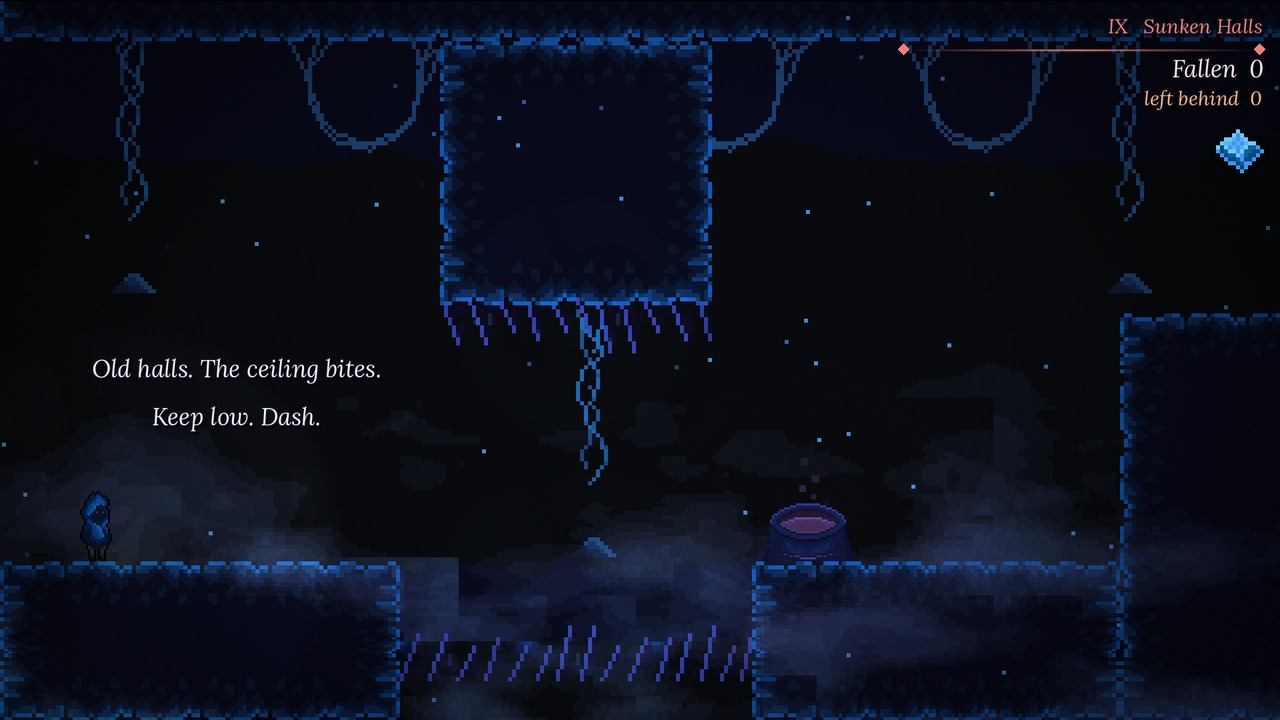 IX Sunken Halls
Fallen 0
left behind 0
Old halls. The ceiling bites.
Keep low. Dash.